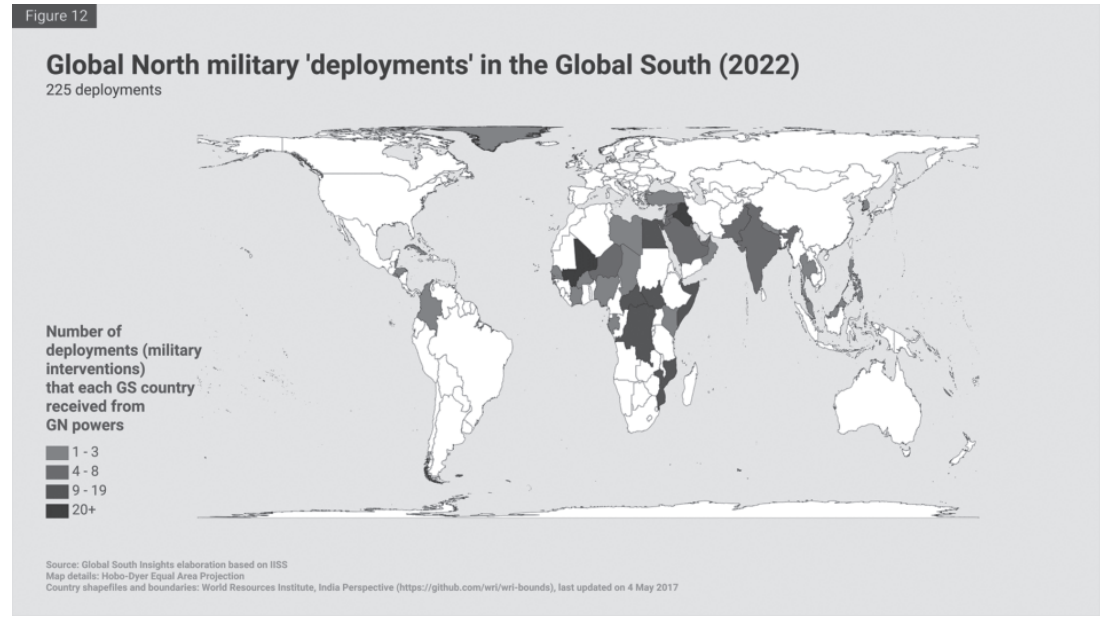 Figure 12
Global North military 'deployments' in the Global South (2022)
225 deployments
Number of
deployments (military
interventions)
that each GS country
received from
GN powers
1 - 3
4 - 8
9 - 19
20+
Source: Global South Insights elaboration based on IISS
Map details: Hobo-Dyer Equal Area Projection
Country shapefiles and boundaries: World Resources Institute, India Perspective (https://github.com/wri/wri-bounds), last updated on 4 May 2017